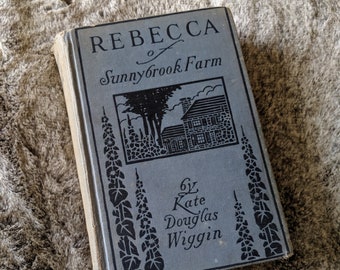 REBECCA
of
Sunnybrook Farm
by
Kate
Douglas
Wiggin